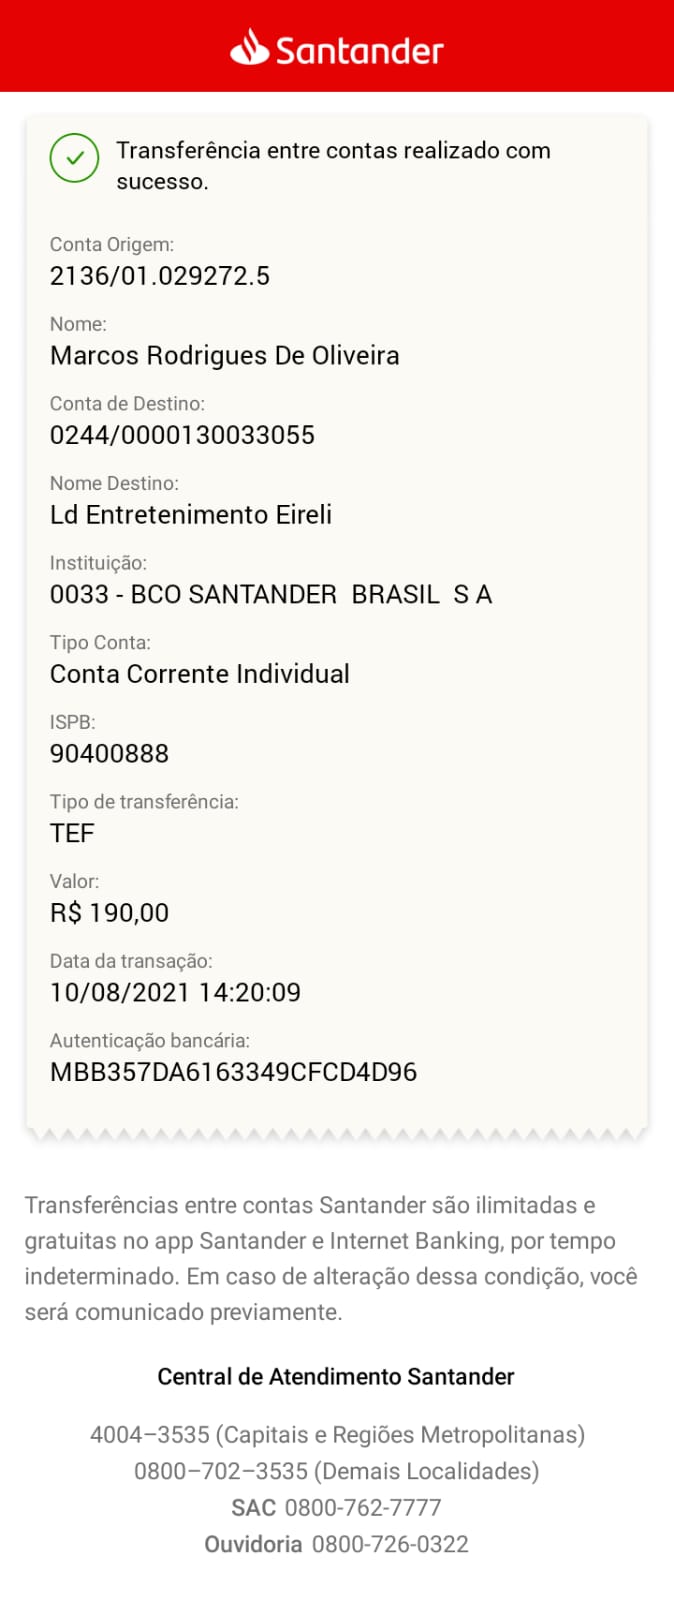 Santander
Transferência entre contas realizado com
sucesso.
Conta Origem:
2136/01.029272.5
Nome:
Marcos Rodrigues De Oliveira
Conta de Destino:
0244/0000130033055
Nome Destino:
Ld Entretenimento Eireli
Instituição:
0033 - BCO SANTANDER  BRASIL  S A
Tipo Conta:
Conta Corrente Individual
ISPB:
90400888
Tipo de transferência:
TEF
Valor:
R$ 190,00
Data da transação:
10/08/2021 14:20:09
Autenticação bancária:
MBB357DA6163349CFCD4D96
Transferências entre contas Santander são ilimitadas e
gratuitas no app Santander e Internet Banking, por tempo
indeterminado. Em caso de alteração dessa condição, você
será comunicado previamente.
Central de Atendimento Santander
4004–3535 (Capitais e Regiões Metropolitanas)
0800–702–3535 (Demais Localidades)
SAC 0800-762-7777
Ouvidoria 0800-726-0322